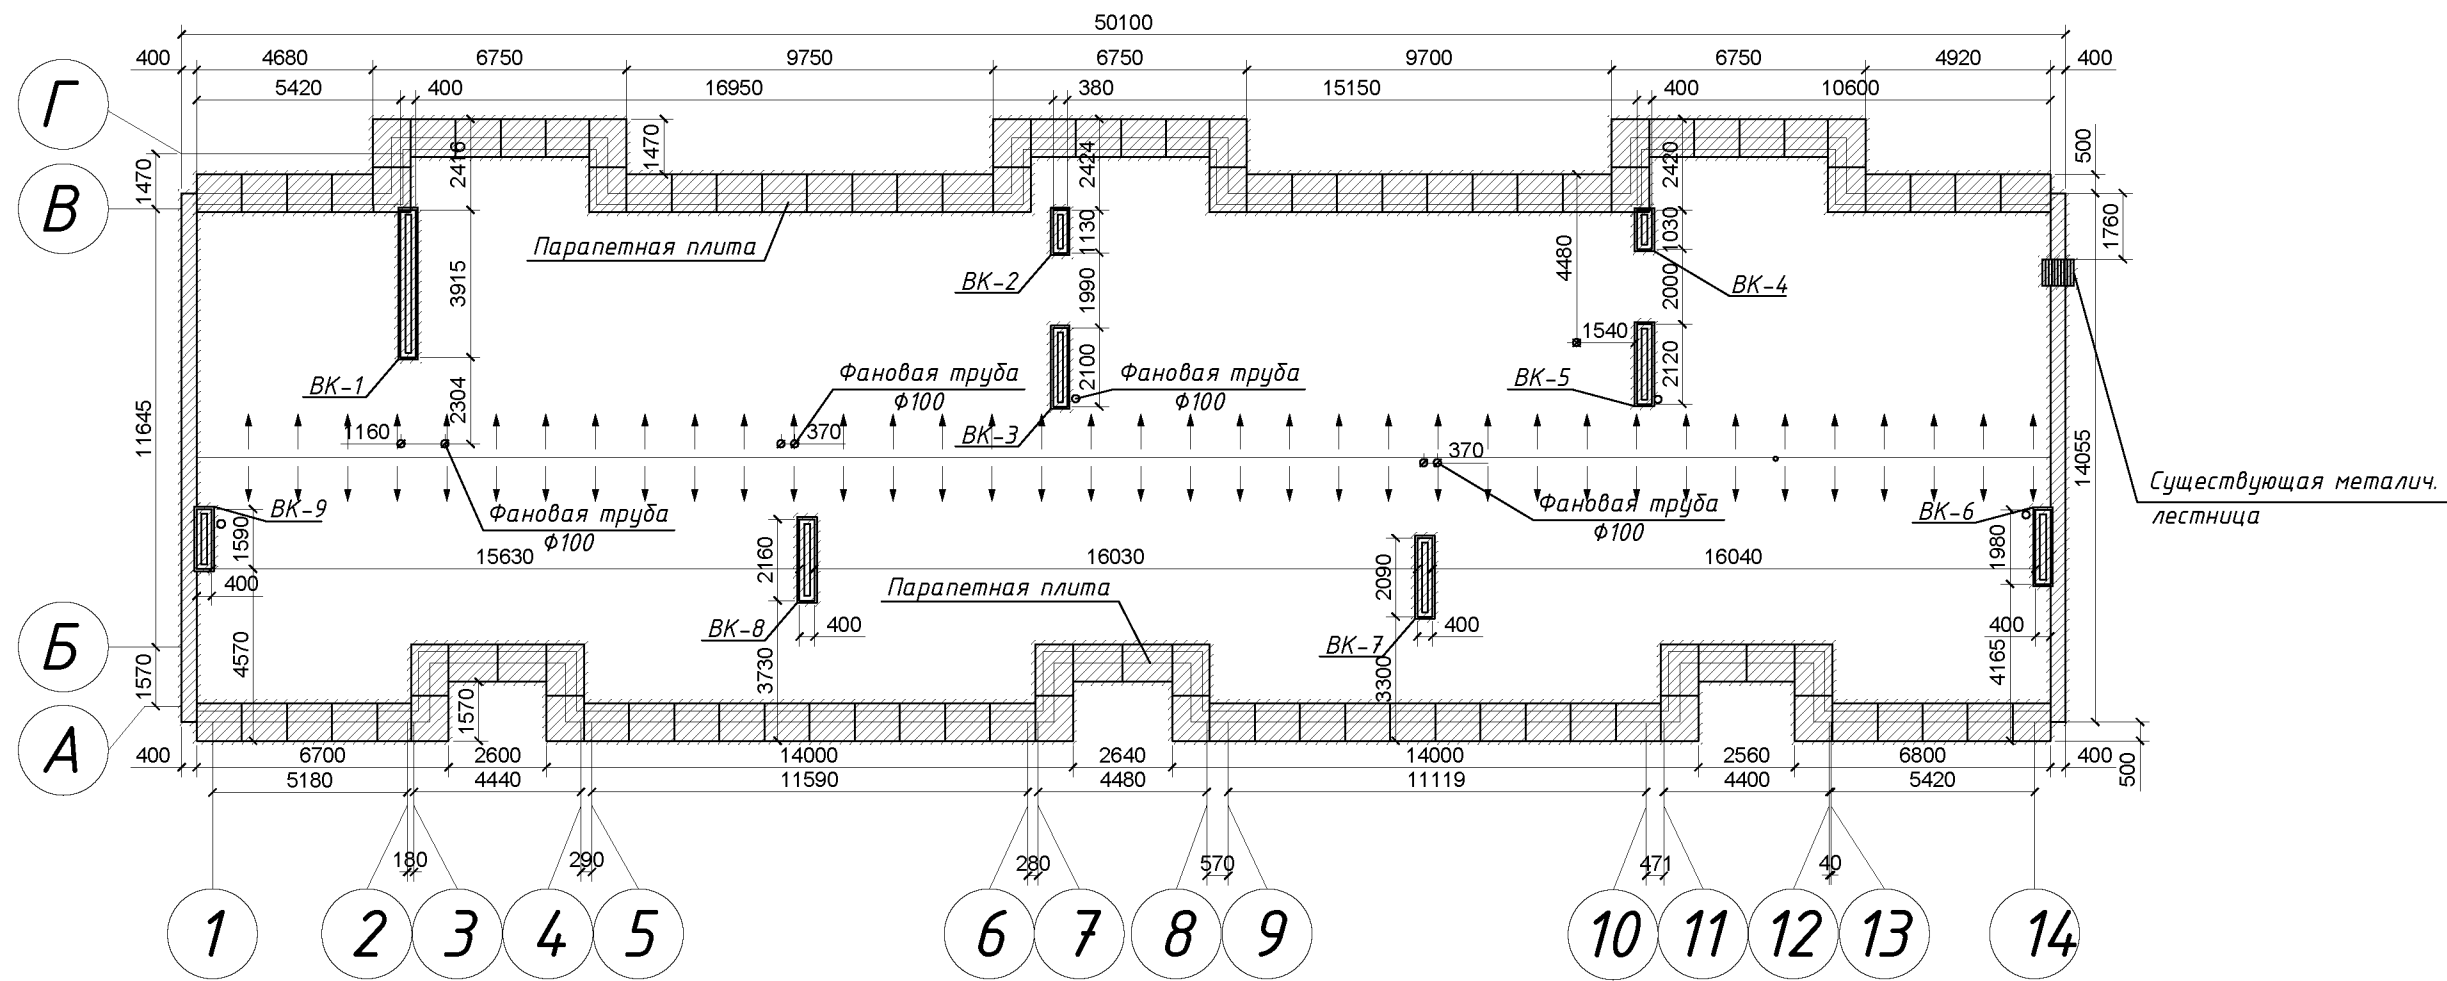 50100
400 4680 6750 9750 6750 9700 6750 4920 400
5420 400 16950 380 15150 400 10600
Г
В
1470
2416
1470
2424
2420
500
1760
Парапетная плита
3915
ВК-1
1130
ВК-2
1990
4480
1030
ВК-4
2000
1540
11645
2304
1160
Фановая труба
Ф100
370
2100
Фановая труба
Ф100
ВК-3
ВК-5
2120
14055
370
Существующая металич.
лестница
ВК-9
1590
400
Фановая труба
Ф100
Фановая труба
Ф100
ВК-6
1980
15630 16030 16040
2160
Парапетная плита
2090
ВК-8
400
ВК-7
400
400
Б
1570
4570
1570
3730
3300
4165
А
400 6700 2600 14000 2640 14000 2560 6800 400
5180 4440 11590 4480 11119 4400 5420
500
180 290 280 570 471 40
1 2 3 4 5 6 7 8 9 10 11 12 13 14